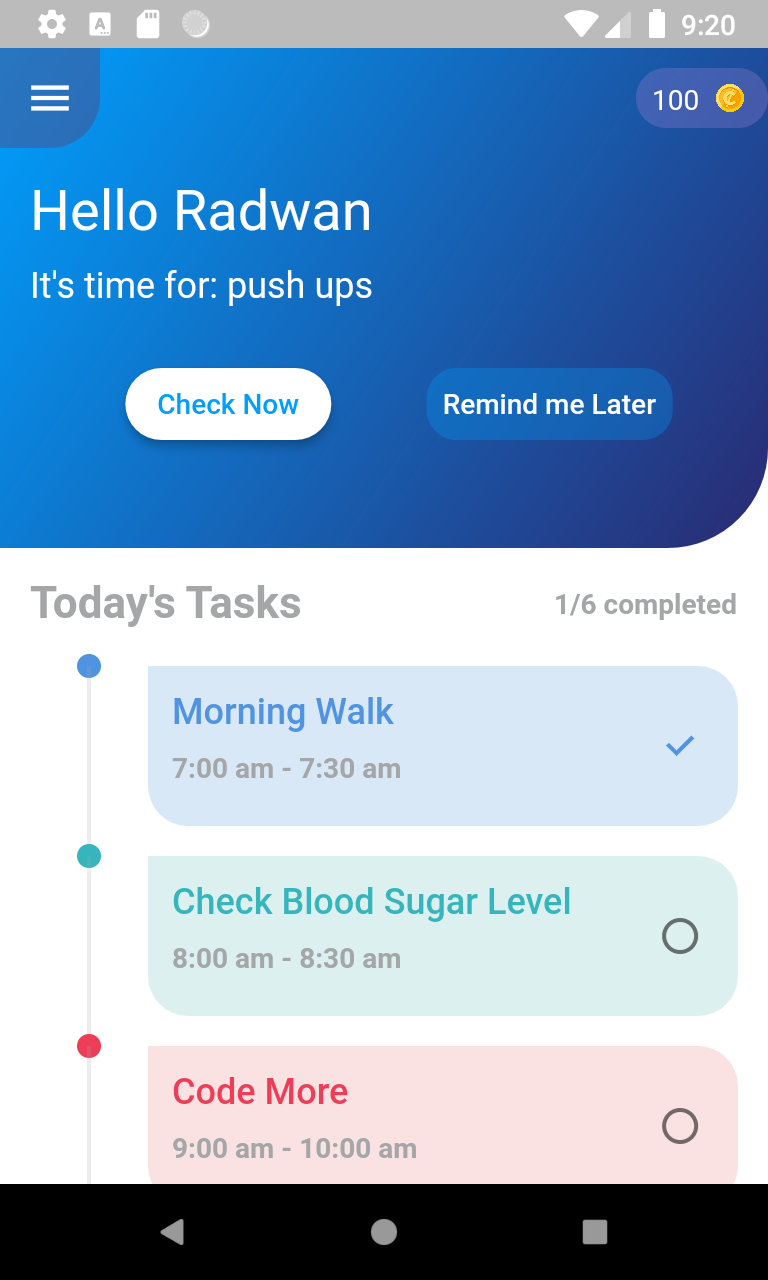 9:20
100
Hello Radwan
It's time for: push ups
Check Now
Remind me Later
Today's Tasks
1/6 completed
Morning Walk
7:00 am - 7:30 am
Check Blood Sugar Level
8:00 am - 8:30 am
Code More
9:00 am - 10:00 am